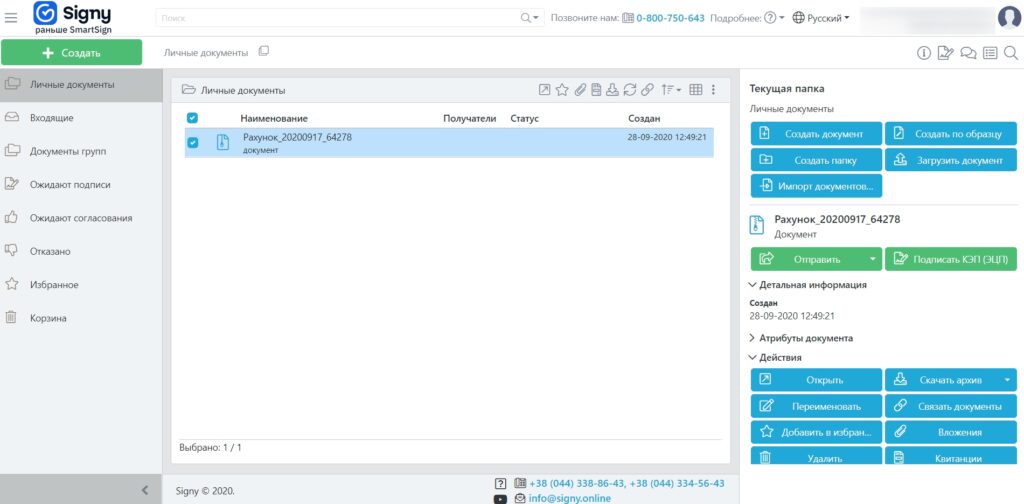 Signy
раньше SmartSign
Поиск
Позвоните нам: 0-800-750-643 Подробнее: Русский
Создать
Личные документы
Личные документы
Входящие
Документы групп
Ожидают подписи
Ожидают согласования
Отказано
Избранное
Корзина
Личные документы
Наименование Получатели Статус Создан
Рахунок_20200917_64278 28-09-2020 12:49:21
документ
Выбрано: 1 / 1
Текущая папка
Личные документы
Создать документ Создать по образцу
Создать папку Загрузить документ
Импорт документов...
Рахунок_20200917_64278
Документ
Отправить Подписать КЭП (ЭЦП)
Детальная информация
Создан
28-09-2020 12:49:21
Атрибуты документа
Действия
Открыть Скачать архив
Переименовать Связать документы
Добавить в избран... Вложения
Удалить Квитанции
Signy © 2020.
+38 (044) 338-86-43, +38 (044) 334-56-43
info@signy.online